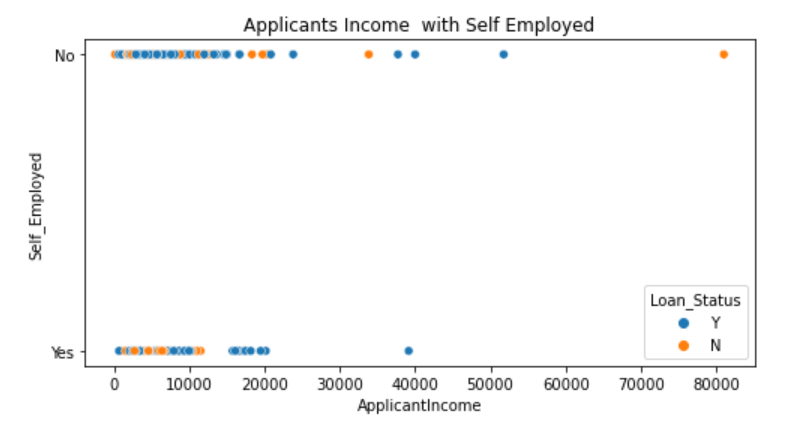 Applicants Income  with Self Employed
No
Self_Employed
Yes
Loan_Status
Y
N
0 10000 20000 30000 40000 50000 60000 70000 80000
ApplicantIncome